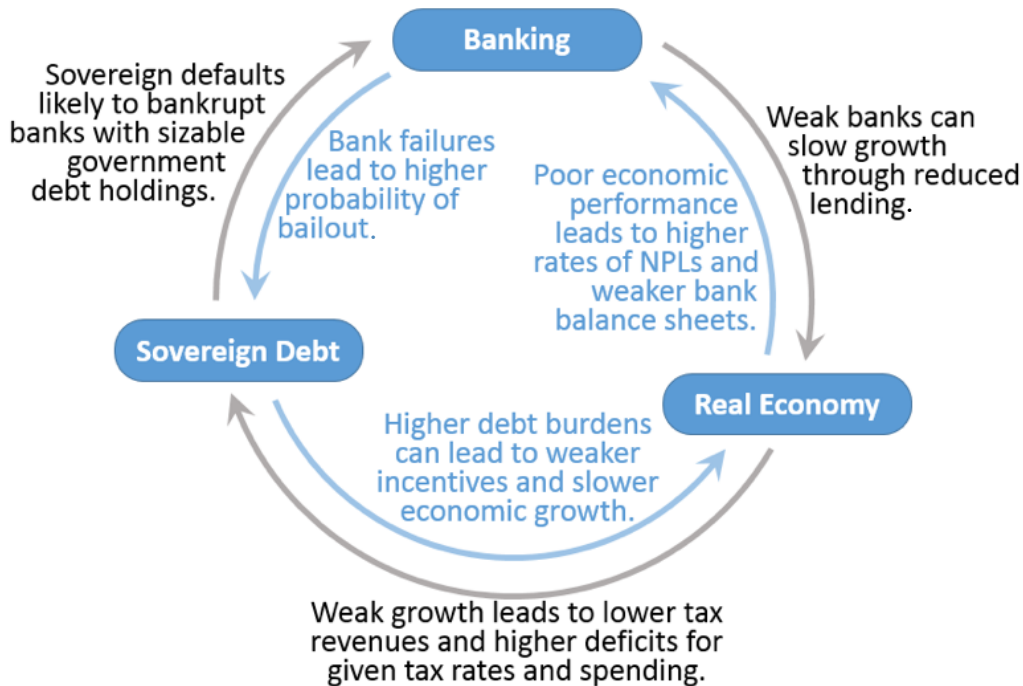 Banking
Sovereign defaults
likely to bankrupt
banks with sizable
government
debt holdings.
Bank failures
lead to higher
probability of
bailout.
Poor economic
performance
leads to higher
rates of NPLs and
weaker bank
balance sheets.
Weak banks can
slow growth
through reduced
lending.
Sovereign Debt
Real Economy
Higher debt burdens
can lead to weaker
incentives and slower
economic growth.
Weak growth leads to lower tax
revenues and higher deficits for
given tax rates and spending.